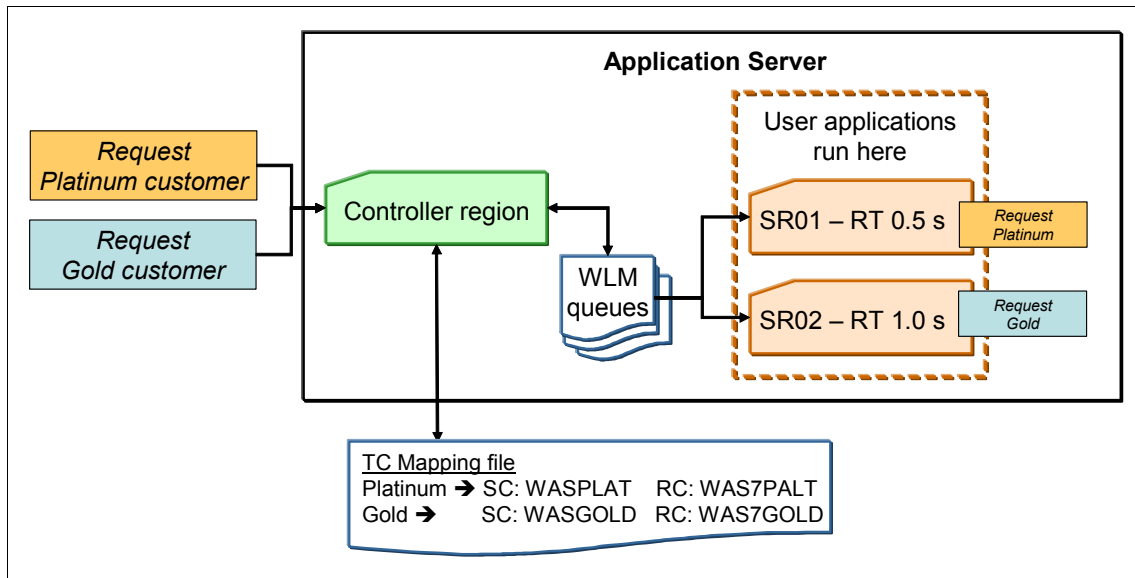 Application Server
Request
Platinum customer
Request
Gold customer
Controller region
WLM
queues
User applications
run here
SR01 – RT 0.5 s
Request
Platinum
SR02 – RT 1.0 s
Request
Gold
TC Mapping file
Platinum ➔ SC: WASPLAT RC: WAS7PALT
Gold ➔ SC: WASGOLD RC: WAS7GOLD